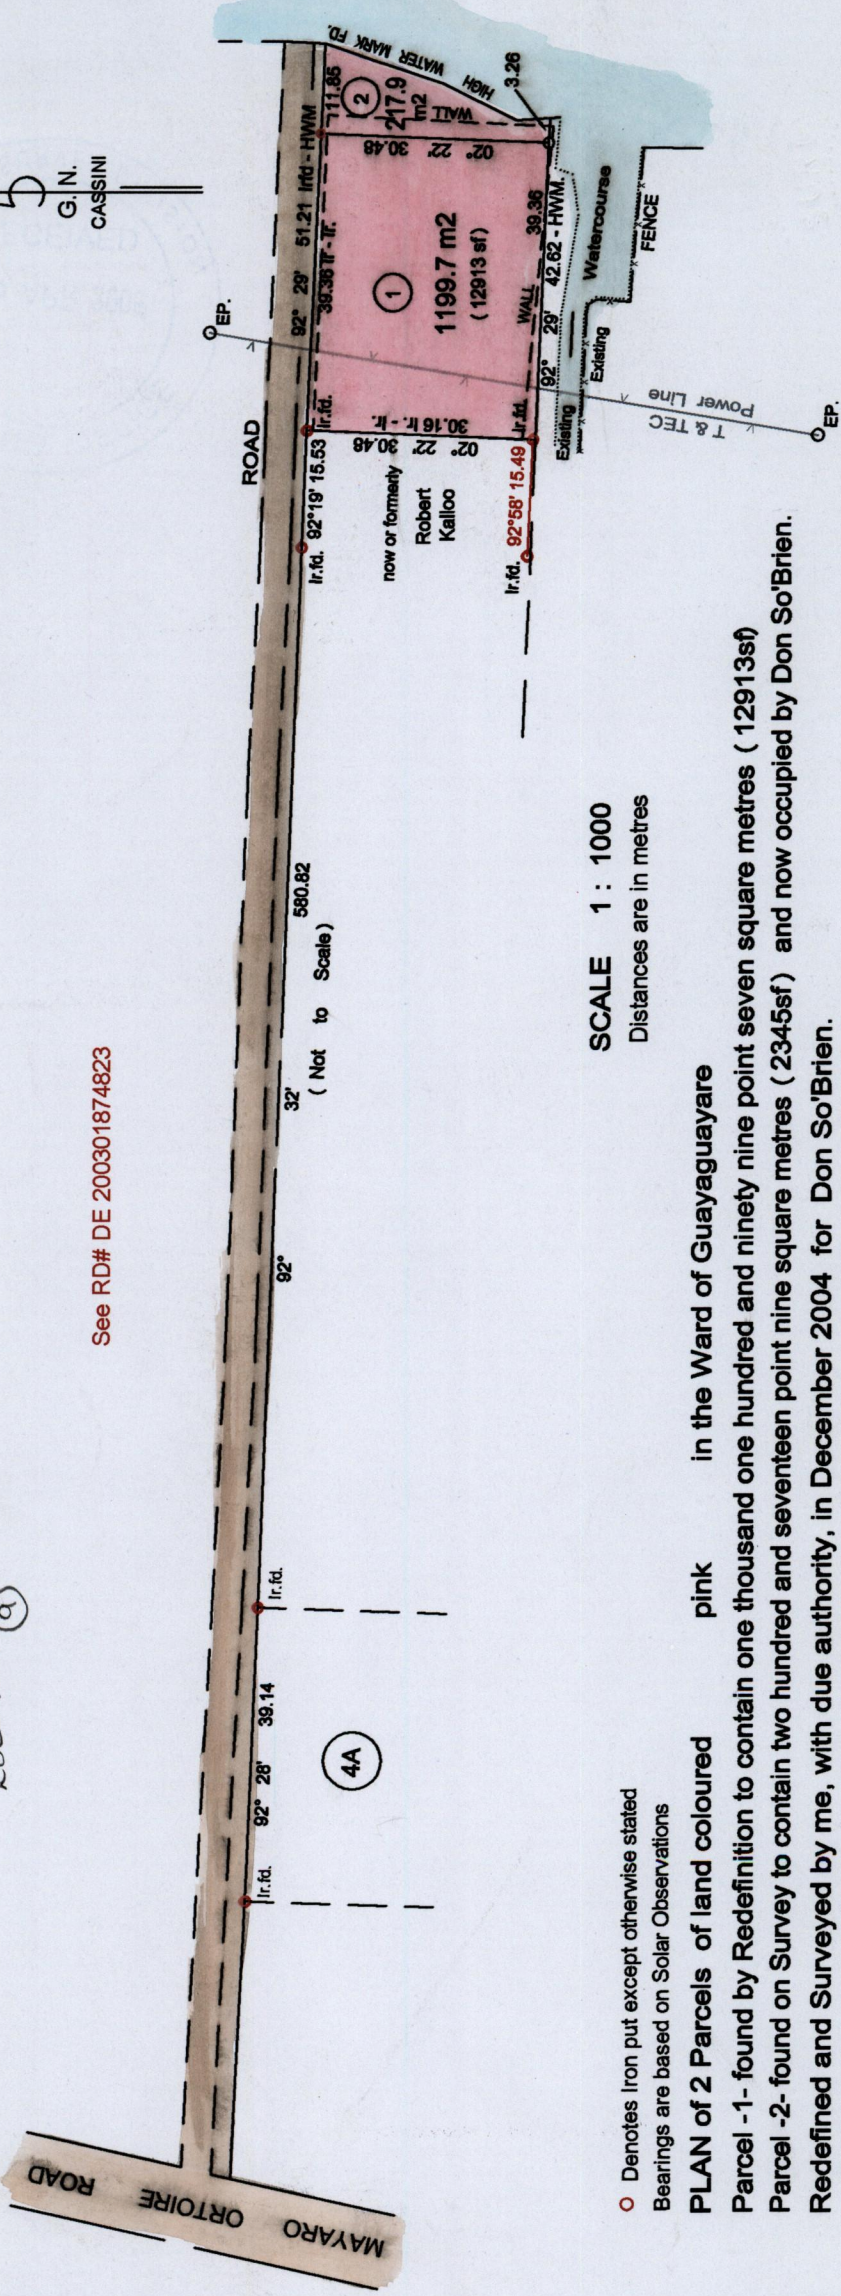 G. N.
CASSINI
See RD# DE 200301874823
MAYARO ORTOIRE ROAD
ROAD
EP.
92° 28' 39.14
Ir.fd.
Ir.fd.
4A
92° 32' 580.82
( Not to Scale )
Ir.fd. 92°19' 15.53 Ir.fd.
92° 29' 51.21 Irfd - HWM
39.36 Ir - Ir.
11.85
HIGH WATER MARK FD.
2
217.9
m2
WALL
3.26
02° 22' 30.48
1
1199.7 m2
( 12913 sf )
02° 22' 30.48
30.16 Ir. - Ir.
now or formerly
Robert
Kalloo
WALL
39.36
Ir.fd. 92°58' 15.49 Ir.fd.
92° 29' 42.62 - HWM.
Existing
Existing
Watercourse
FENCE
T & TEC
Power Line
EP.
SCALE 1 : 1000
Distances are in metres
Denotes Iron put except otherwise stated
Bearings are based on Solar Observations
PLAN of 2 Parcels of land coloured pink in the Ward of Guayaguayare
Parcel -1- found by Redefinition to contain one thousand one hundred and ninety nine point seven square metres ( 12913sf)
Parcel -2- found on Survey to contain two hundred and seventeen point nine square metres ( 2345sf ) and now occupied by Don So'Brien.
Redefined and Surveyed by me, with due authority, in December 2004 for Don So'Brien.